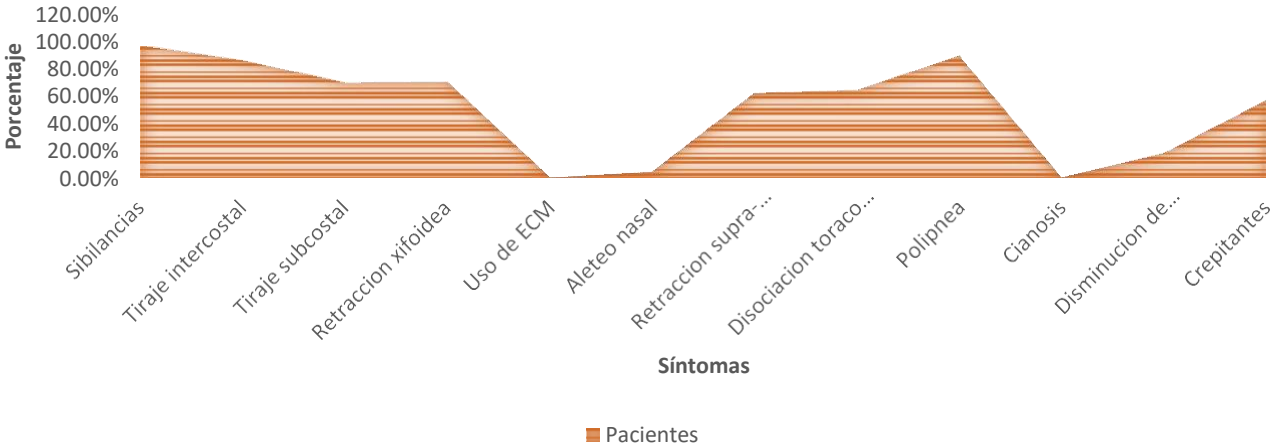 120.00%
100.00%
80.00%
60.00%
40.00%
20.00%
0.00%
Porcentaje
Sibilancias
Tiraje intercostal
Tiraje subcostal
Retraccion xifoidea
Uso de ECM
Aleteo nasal
Retraccion supra-...
Disociacion toraco...
Polipnea
Cianosis
Disminucion de...
Crepitantes
Síntomas
Pacientes